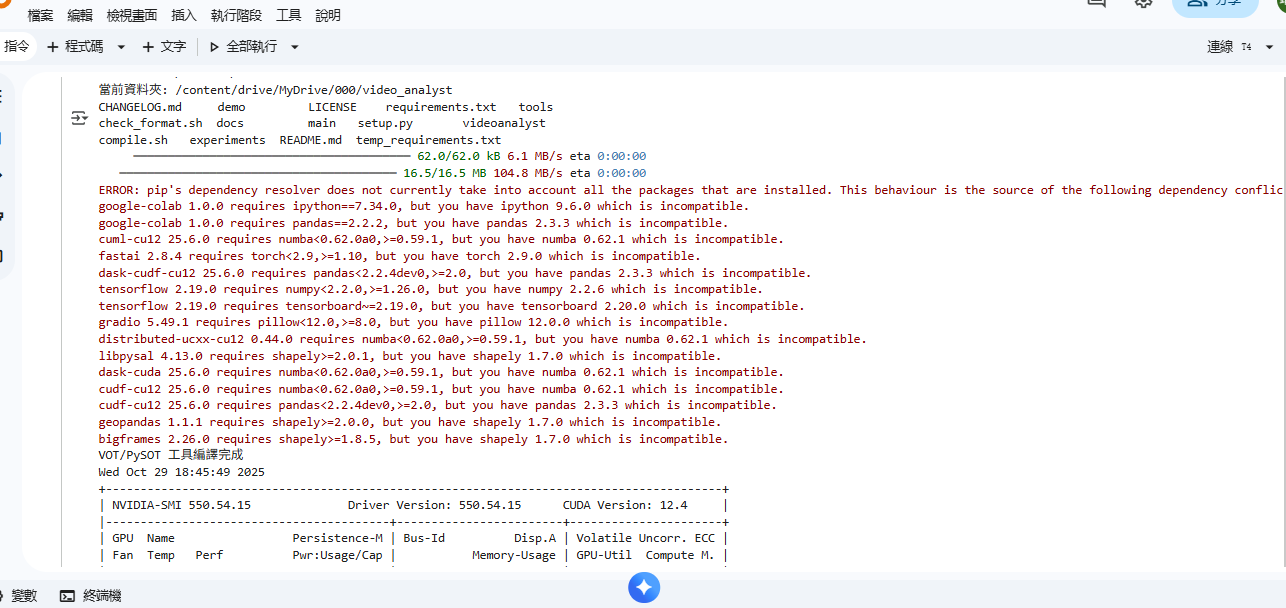 檔案 編輯 檢視畫面 插入 執行階段 工具 說明
分享
指令 + 程式碼 + 文字 全部執行 連線 T4
當前資料夾: /content/drive/MyDrive/000/video_analyst
CHANGELOG.md demo LICENSE requirements.txt tools
check_format.sh docs main setup.py videoanalyst
compile.sh experiments README.md temp_requirements.txt
62.0/62.0 kB 6.1 MB/s eta 0:00:00
16.5/16.5 MB 104.8 MB/s eta 0:00:00
ERROR: pip's dependency resolver does not currently take into account all the packages that are installed. This behaviour is the source of the following dependency conflic
google-colab 1.0.0 requires ipython==7.34.0, but you have ipython 9.6.0 which is incompatible.
google-colab 1.0.0 requires pandas==2.2.2, but you have pandas 2.3.3 which is incompatible.
cuml-cu12 25.6.0 requires numba<0.62.0a0,>=0.59.1, but you have numba 0.62.1 which is incompatible.
fastai 2.8.4 requires torch<2.9,>=1.10, but you have torch 2.9.0 which is incompatible.
dask-cudf-cu12 25.6.0 requires pandas<2.2.4dev0,>=2.0, but you have pandas 2.3.3 which is incompatible.
tensorflow 2.19.0 requires numpy<2.2.0,>=1.26.0, but you have numpy 2.2.6 which is incompatible.
tensorflow 2.19.0 requires tensorboard~=2.19.0, but you have tensorboard 2.20.0 which is incompatible.
gradio 5.49.1 requires pillow<12.0,>=8.0, but you have pillow 12.0.0 which is incompatible.
distributed-ucxx-cu12 0.44.0 requires numba<0.62.0a0,>=0.59.1, but you have numba 0.62.1 which is incompatible.
libpysal 4.13.0 requires shapely>=2.0.1, but you have shapely 1.7.0 which is incompatible.
dask-cuda 25.6.0 requires numba<0.62.0a0,>=0.59.1, but you have numba 0.62.1 which is incompatible.
cudf-cu12 25.6.0 requires numba<0.62.0a0,>=0.59.1, but you have numba 0.62.1 which is incompatible.
cudf-cu12 25.6.0 requires pandas<2.2.4dev0,>=2.0, but you have pandas 2.3.3 which is incompatible.
geopandas 1.1.1 requires shapely>=2.0.0, but you have shapely 1.7.0 which is incompatible.
bigframes 2.26.0 requires shapely>=1.8.5, but you have shapely 1.7.0 which is incompatible.
VOT/PySOT 工具編譯完成
Wed Oct 29 18:45:49 2025
+-----------------------------------------------------------------------------------------+
| NVIDIA-SMI 550.54.15 Driver Version: 550.54.15 CUDA Version: 12.4 |
|-----------------------------------------+------------------------+----------------------+
| GPU Name Persistence-M | Bus-Id Disp.A | Volatile Uncorr. ECC |
| Fan Temp Perf Pwr:Usage/Cap | Memory-Usage | GPU-Util Compute M. |
變數 終端機